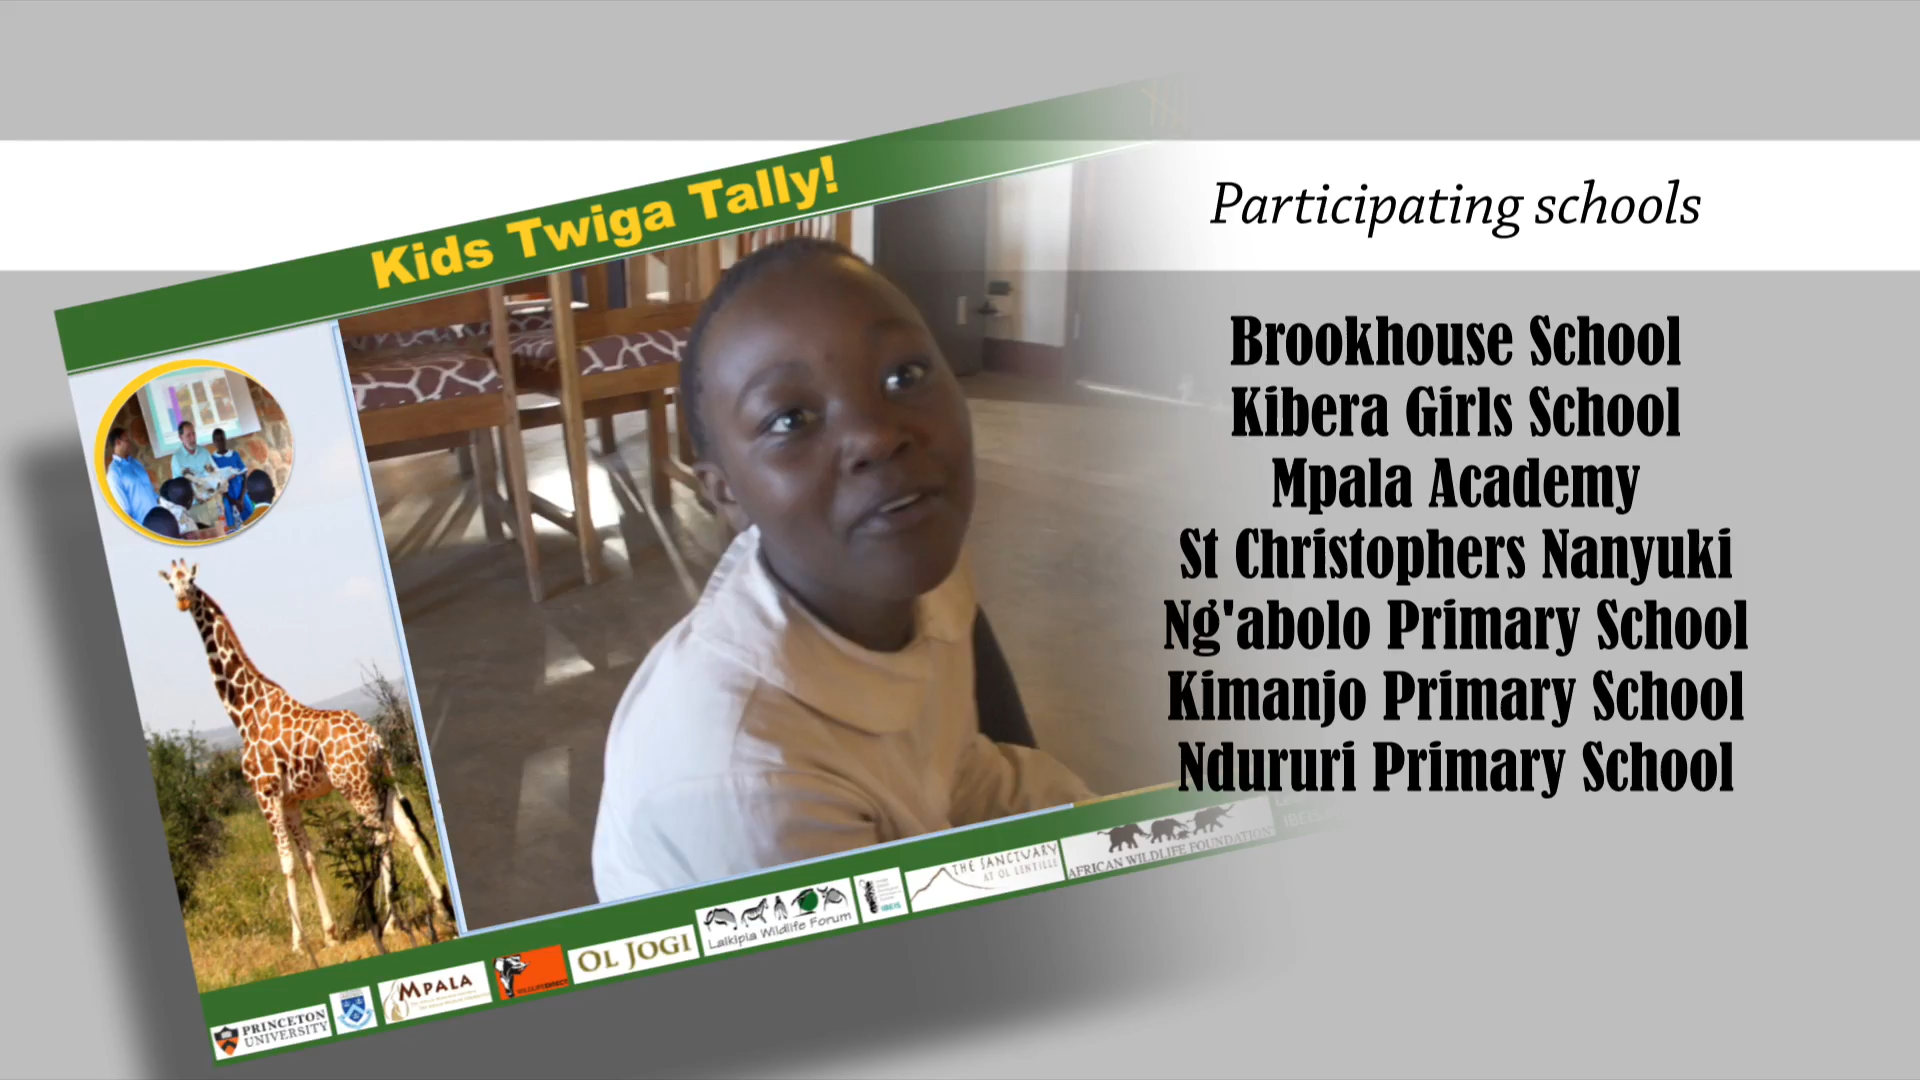 Kids Twiga Tally!
Participating schools
Brookhouse School
Kibera Girls School
Mpala Academy
St Christophers Nanyuki
Ng'abolo Primary School
Kimanjo Primary School
Ndururi Primary School
PRINCETON
UNIVERSITY
MPALA
WILDLIFEDIRECT
OL JOGI
Laikipia Wildlife Forum
IBEIS
THE SANCTUARY
AT OL LENTILLE
AFRICAN WILDLIFE FOUNDATION